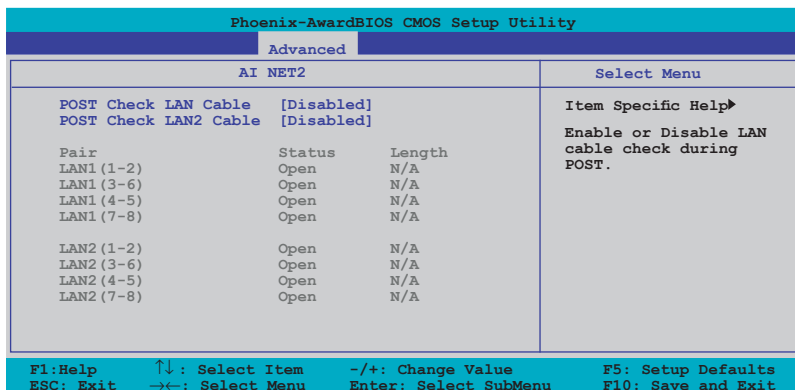 Phoenix-AwardBIOS CMOS Setup Utility
Advanced
AI NET2
Select Menu
POST Check LAN Cable [Disabled]
POST Check LAN2 Cable [Disabled]
Pair Status Length
LAN1(1-2) Open N/A
LAN1(3-6) Open N/A
LAN1(4-5) Open N/A
LAN1(7-8) Open N/A
LAN2(1-2) Open N/A
LAN2(3-6) Open N/A
LAN2(4-5) Open N/A
LAN2(7-8) Open N/A
Item Specific Help▶
Enable or Disable LAN
cable check during
POST.
F1:Help ↑↓ : Select Item -/+: Change Value F5: Setup Defaults
ESC: Exit →←: Select Menu Enter: Select SubMenu F10: Save and Exit